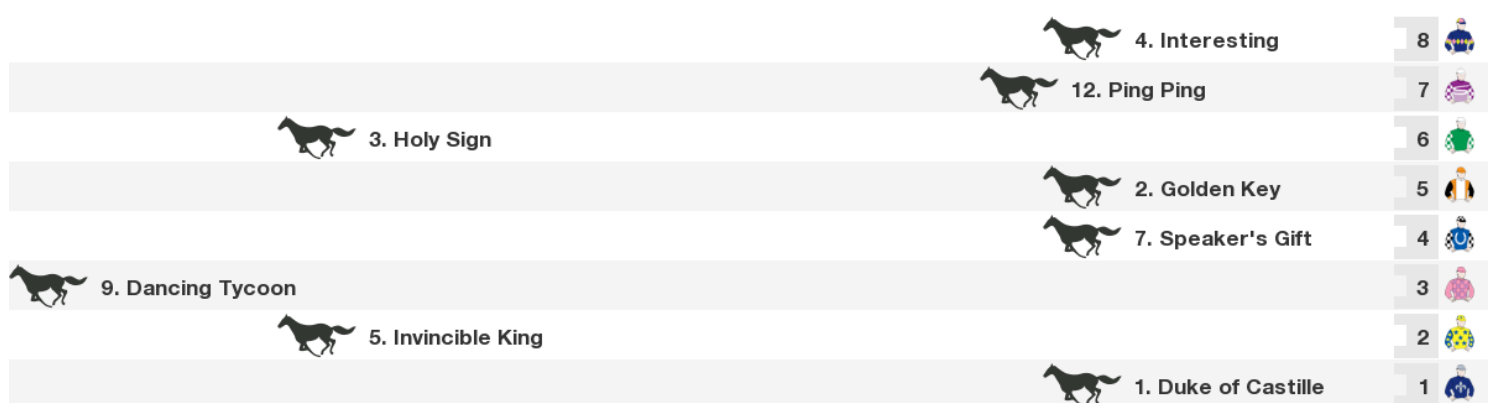 4. Interesting 8
12. Ping Ping 7
3. Holy Sign 6
2. Golden Key 5
7. Speaker's Gift 4
9. Dancing Tycoon 3
5. Invincible King 2
1. Duke of Castille 1